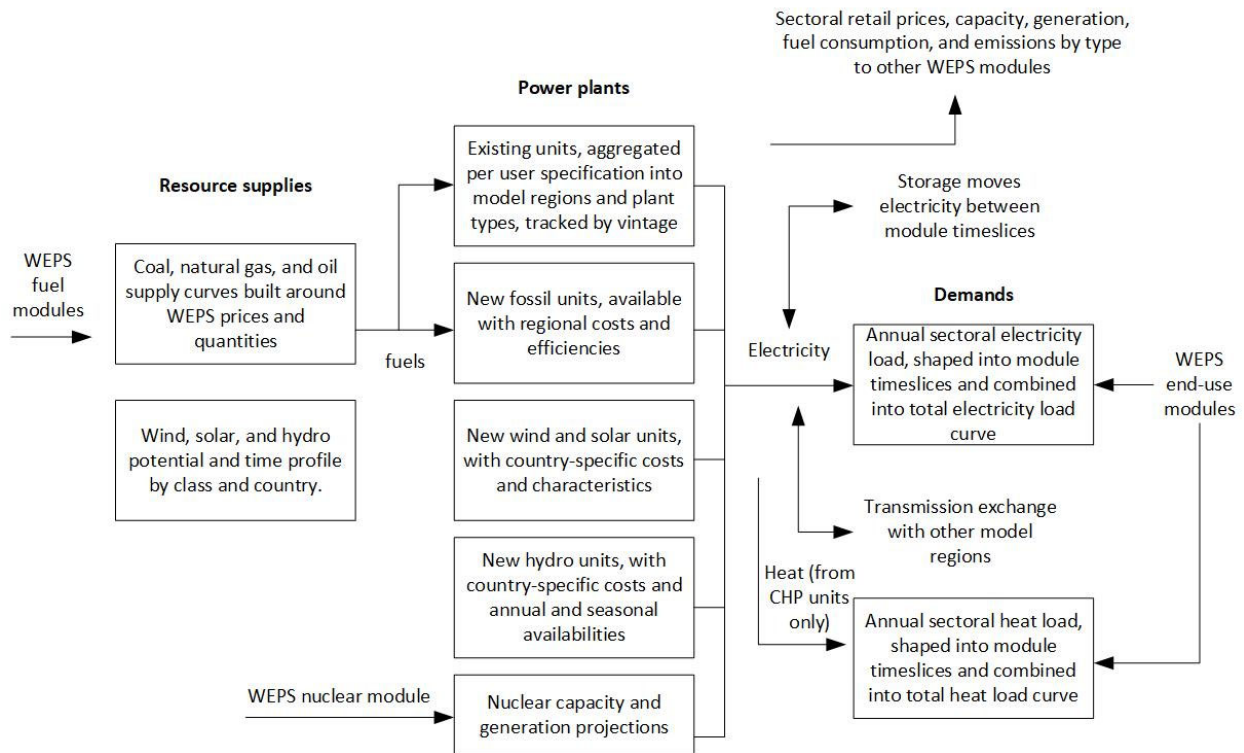 Sectoral retail prices, capacity, generation,
fuel consumption, and emissions by type
to other WEPS modules
Power plants
Resource supplies
WEPS
fuel
modules
Coal, natural gas, and oil
supply curves built around
WEPS prices and
quantities
Wind, solar, and hydro
potential and time profile
by class and country.
fuels
Existing units, aggregated
per user specification into
model regions and plant
types, tracked by vintage
New fossil units, available
with regional costs and
efficiencies
New wind and solar units,
with country-specific costs
and characteristics
New hydro units, with
country-specific costs and
annual and seasonal
availabilities
WEPS nuclear module
Nuclear capacity and
generation projections
Storage moves
electricity between
module timeslices
Demands
Electricity
Annual sectoral electricity
load, shaped into module
timeslices and combined
into total electricity load
curve
WEPS
end-use
modules
Transmission exchange
with other model
regions
Heat (from
CHP units
only)
Annual sectoral heat load,
shaped into module
timeslices and combined
into total heat load curve